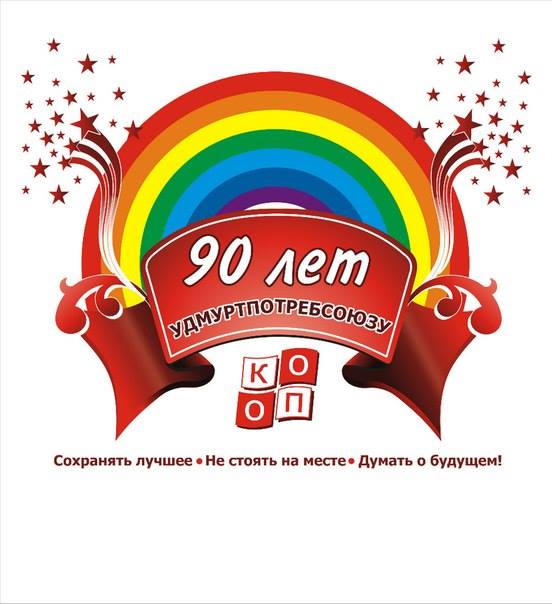 90 лет
УДМУРТПОТРЕБСОЮЗУ
КО
ОП
Сохранять лучшее • Не стоять на месте • Думать о будущем!